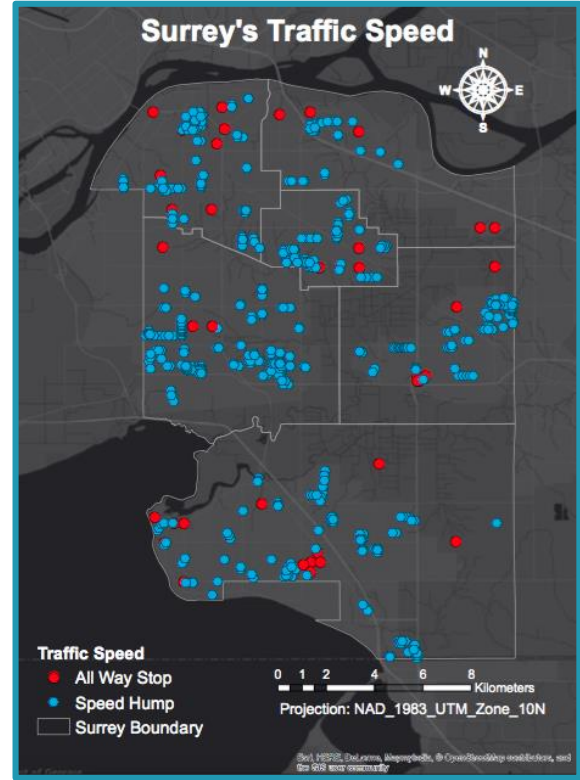 Surrey's Traffic Speed
N
W E
S
Traffic Speed
All Way Stop
Speed Hump
Surrey Boundary
0 1 2 4 6 8
Kilometers
Projection: NAD_1983_UTM_Zone_10N
Esri, HERE, DeLorme, MapmyIndia, © OpenStreetMap contributors, and
the GIS user community